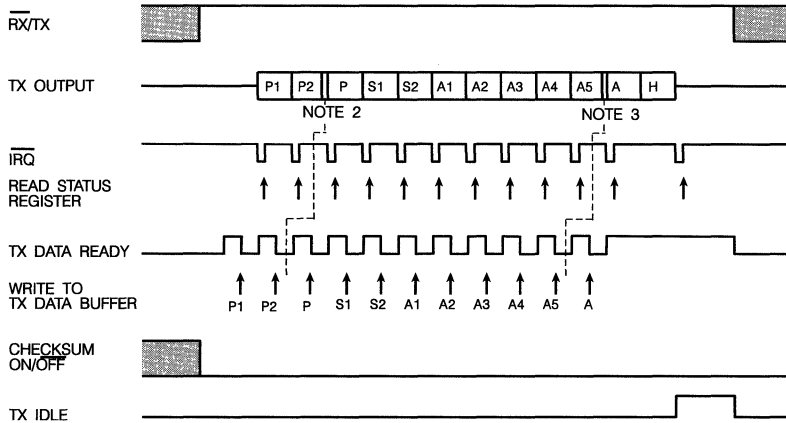 RX/TX
TX OUTPUT P1 P2 P S1 S2 A1 A2 A3 A4 A5 A H
NOTE 2 NOTE 3
IRQ
READ STATUS
REGISTER
TX DATA READY
WRITE TO
TX DATA BUFFER P1 P2 P S1 S2 A1 A2 A3 A4 A5 A
CHECKSUM
ON/OFF
TX IDLE